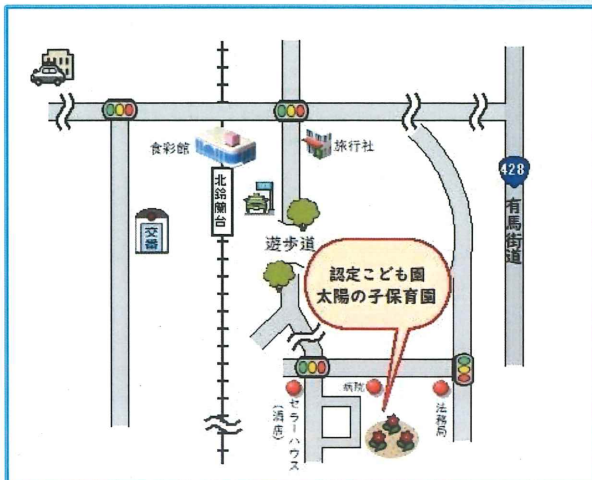 食彩館
旅行社
428
有馬街道
北鈴蘭台
交番
遊歩道
認定こども園
太陽の子保育園
病院
法務局
セラーハウス
(酒店)